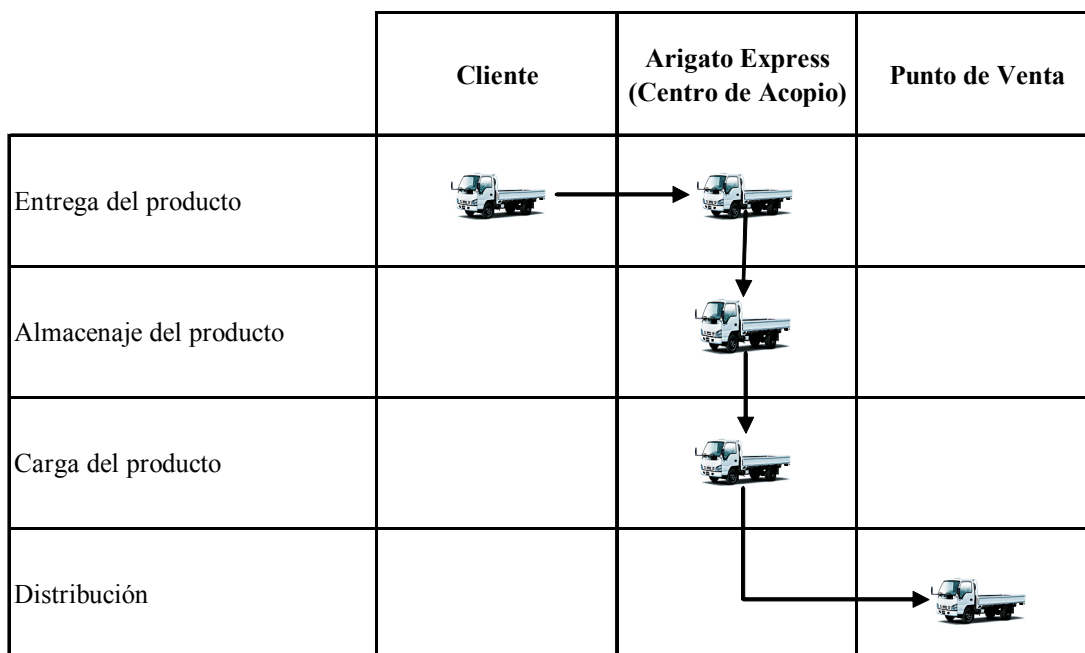 Cliente
Arigato Express
(Centro de Acopio)
Punto de Venta
Entrega del producto
Almacenaje del producto
Carga del producto
Distribución